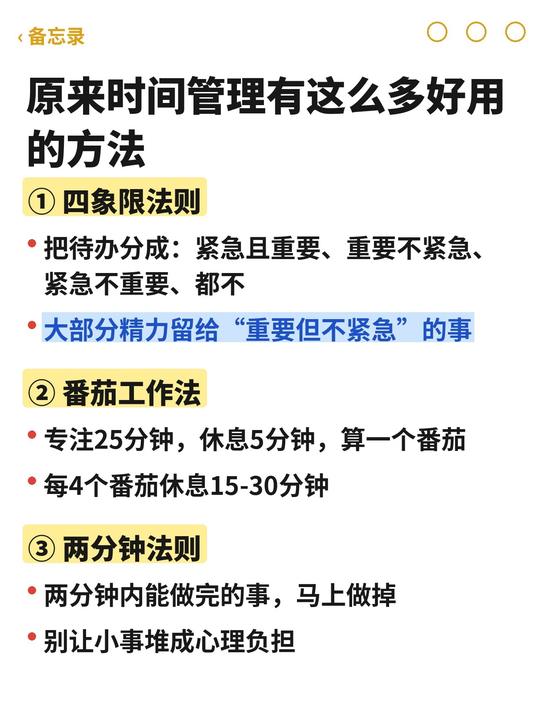 ‹ 备忘录
原来时间管理有这么多好用
的方法
① 四象限法则
• 把待办分成：紧急且重要、重要不紧急、
紧急不重要、都不
• 大部分精力留给“重要但不紧急”的事
② 番茄工作法
• 专注25分钟，休息5分钟，算一个番茄
• 每4个番茄休息15-30分钟
③ 两分钟法则
• 两分钟内能做完的事，马上做掉
• 别让小事堆成心理负担